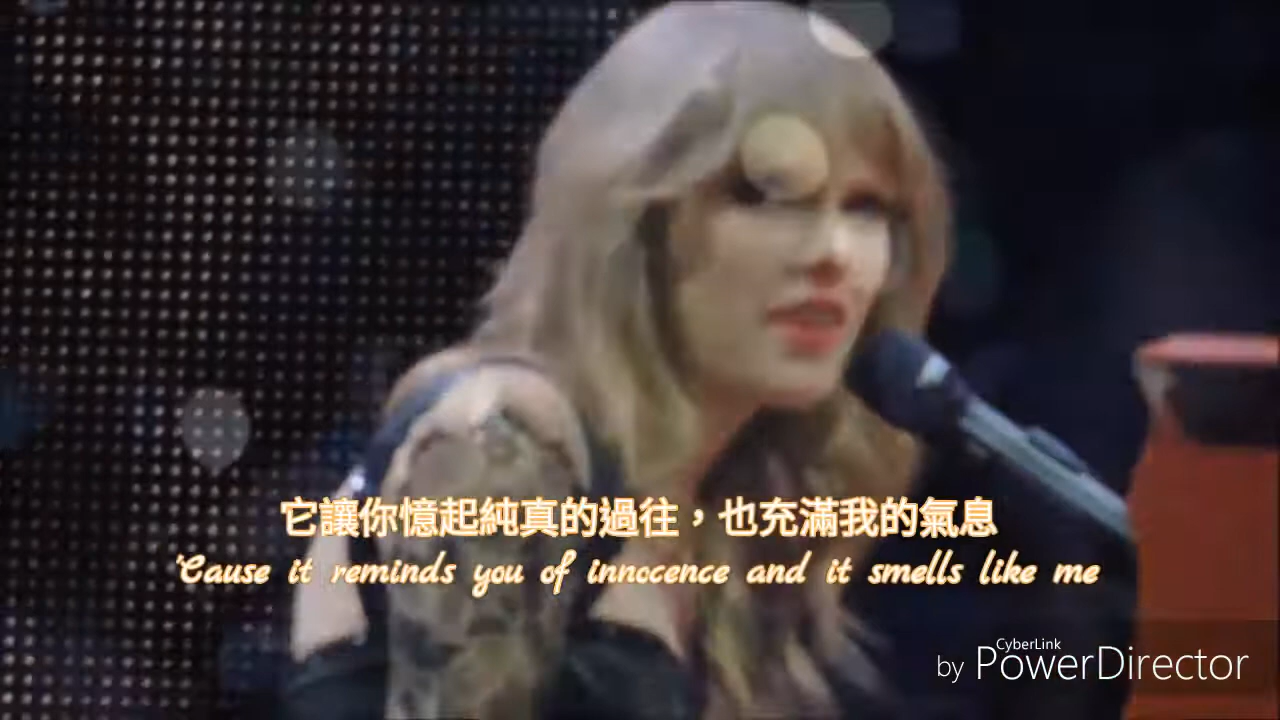 它讓你憶起純真的過往，也充滿我的氣息
'Cause it reminds you of innocence and it smells like me
CyberLink
by PowerDirector